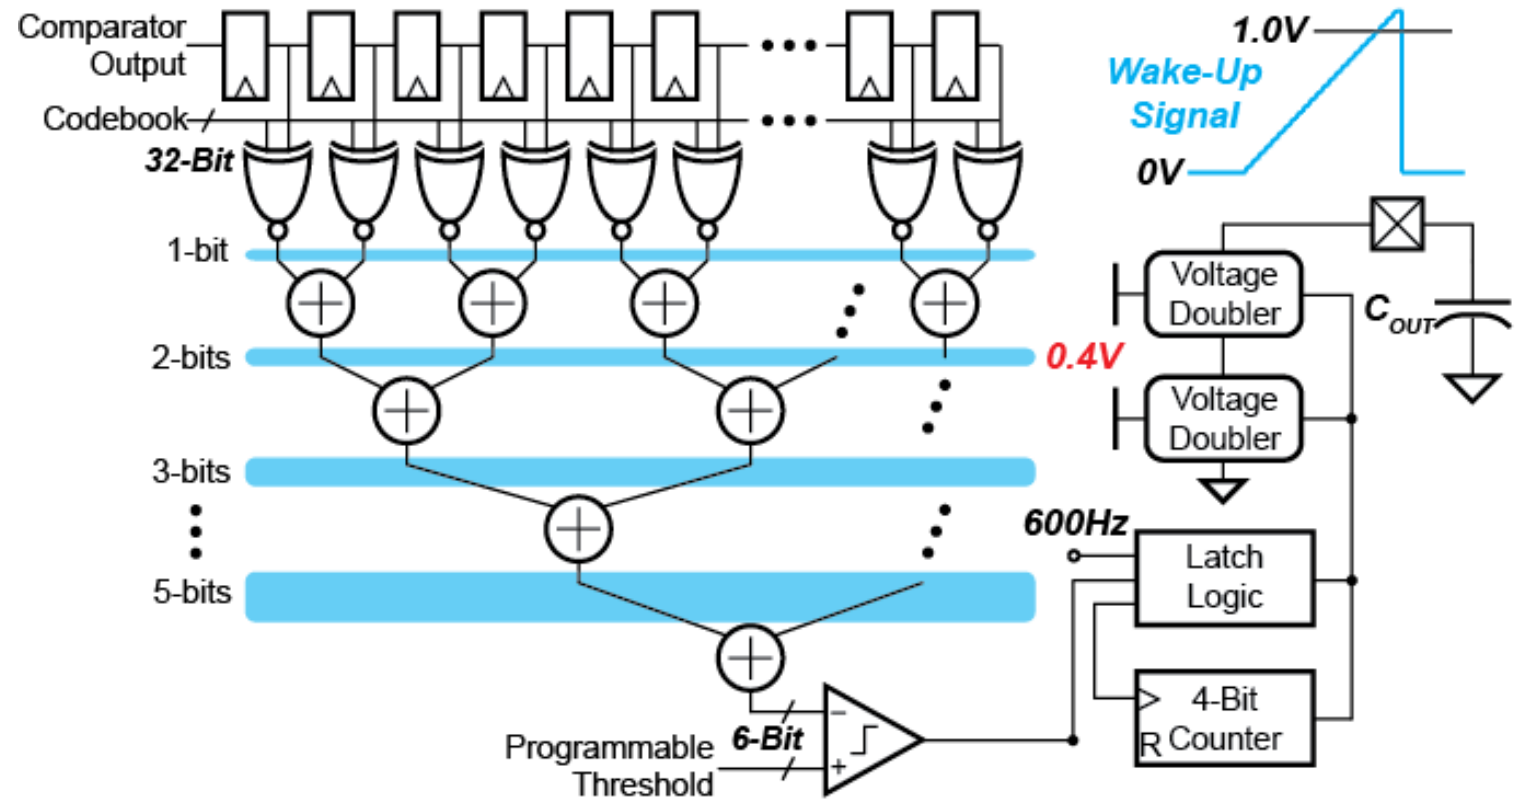 Comparator
Output
Codebook
32-Bit
1-bit
2-bits
3-bits
5-bits
6-Bit
Programmable
Threshold
−
+
1.0V
Wake-Up
Signal
0V
Voltage
Doubler
C_OUT
0.4V
Voltage
Doubler
600Hz
Latch
Logic
4-Bit
R Counter